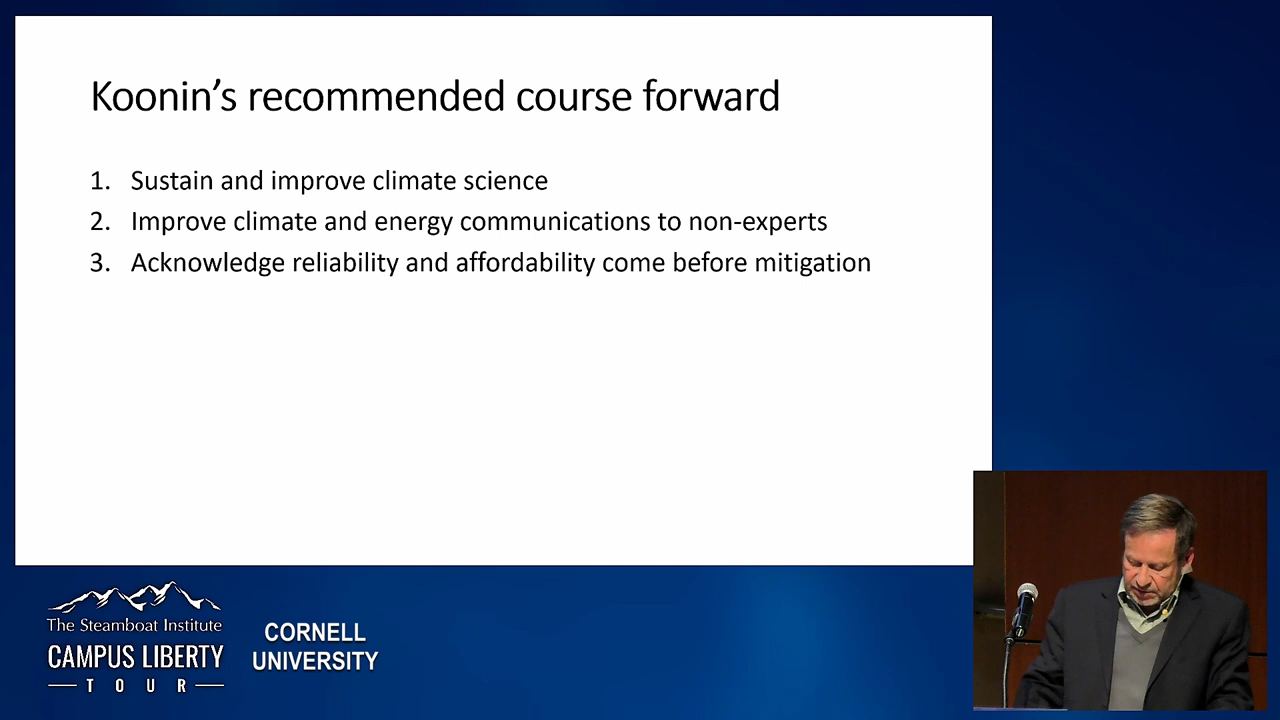 Koonin’s recommended course forward
1. Sustain and improve climate science
2. Improve climate and energy communications to non-experts
3. Acknowledge reliability and affordability come before mitigation
The Steamboat Institute
CAMPUS LIBERTY
TOUR
CORNELL
UNIVERSITY